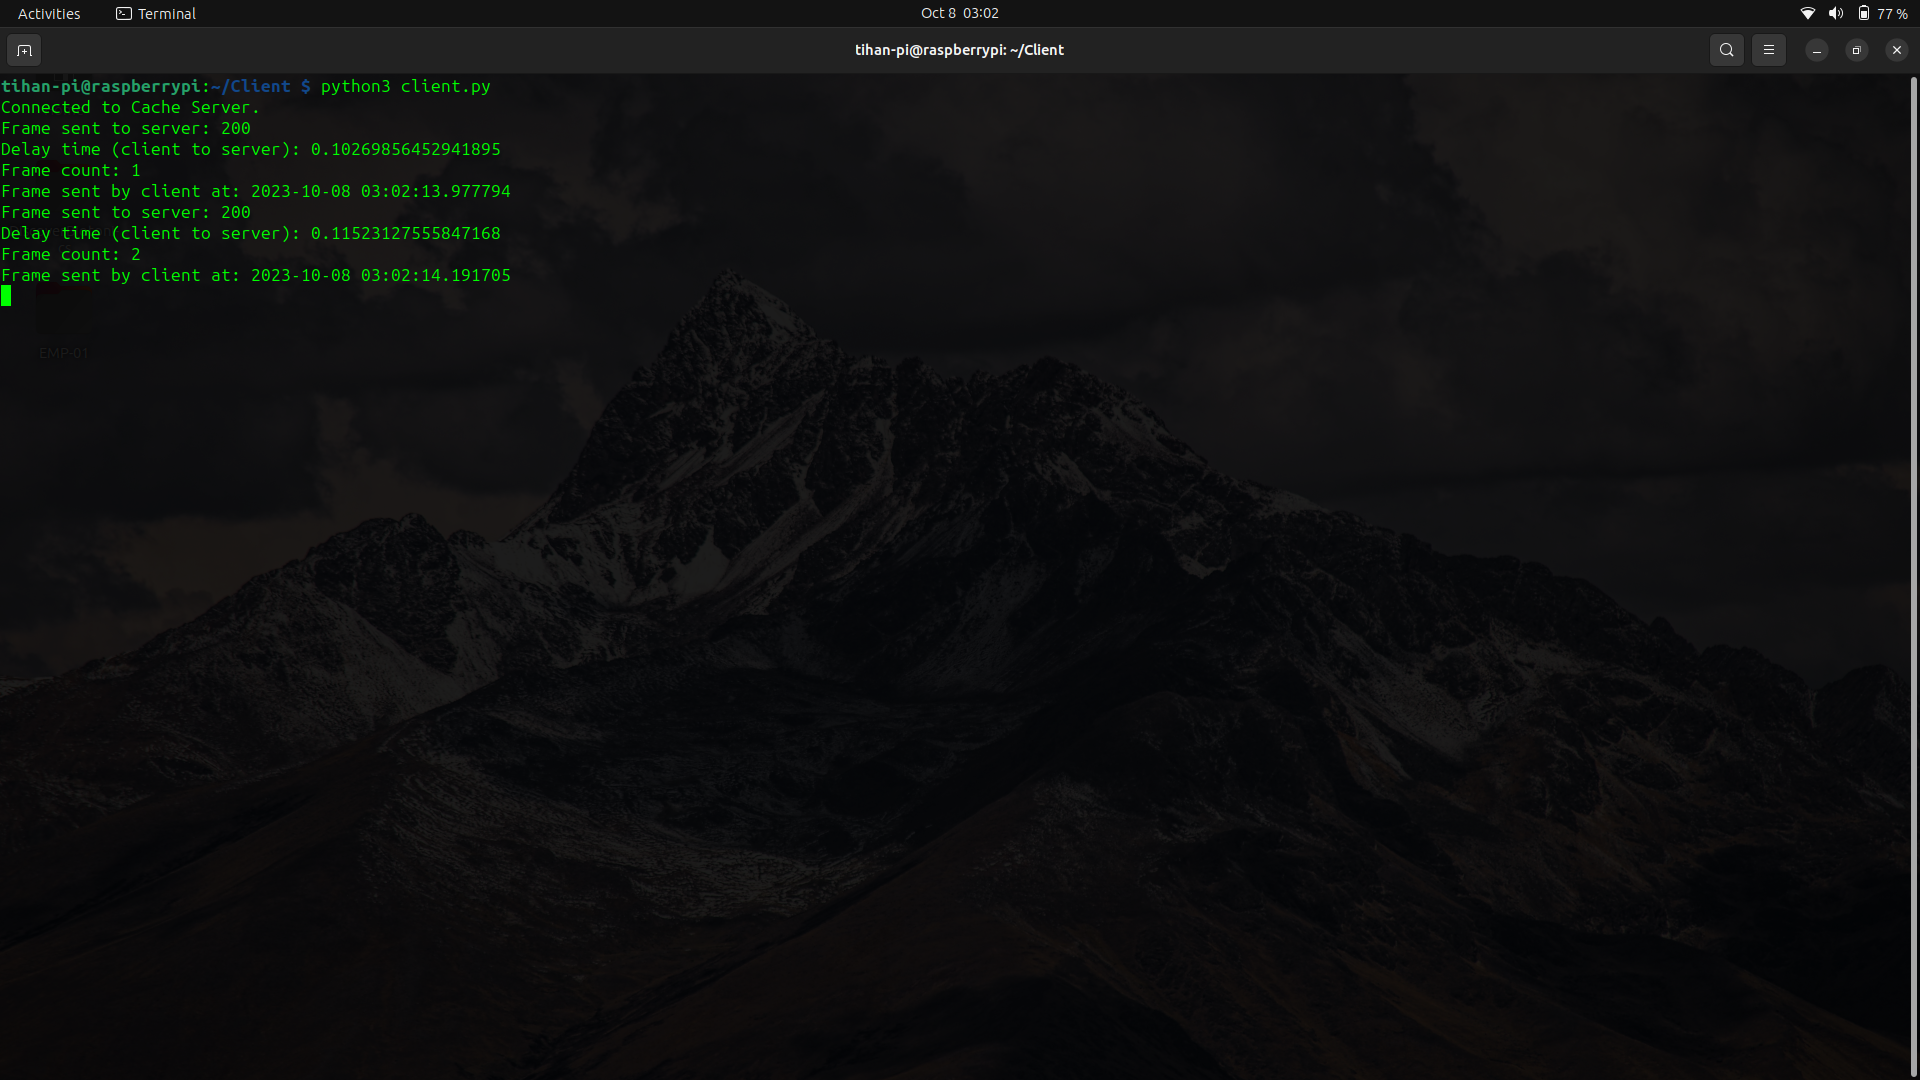 Activities Terminal Oct 8 03:02 77 %
tihan-pi@raspberrypi: ~/Client
tihan-pi@raspberrypi:~/Client $ python3 client.py
Connected to Cache Server.
Frame sent to server: 200
Delay time (client to server): 0.10269856452941895
Frame count: 1
Frame sent by client at: 2023-10-08 03:02:13.977794
Frame sent to server: 200
Delay time (client to server): 0.11523127555847168
Frame count: 2
Frame sent by client at: 2023-10-08 03:02:14.191705
EMP-01